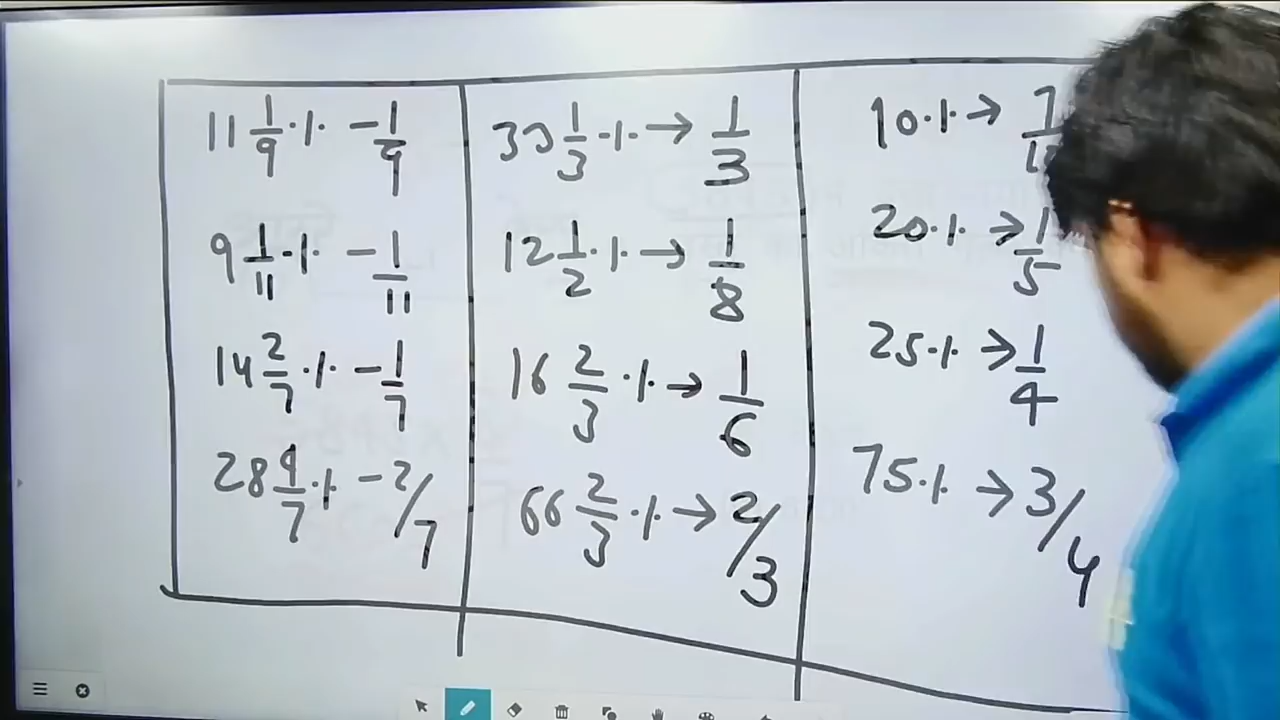 11 1/9 % - 1/9
9 1/11 % - 1/11
14 2/7 % - 1/7
28 4/7 % - 2/7
33 1/3 % → 1/3
12 1/2 % → 1/8
16 2/3 % → 1/6
66 2/3 % → 2/3
10 % →
20 % → 1/5
25 % → 1/4
75 % → 3/4